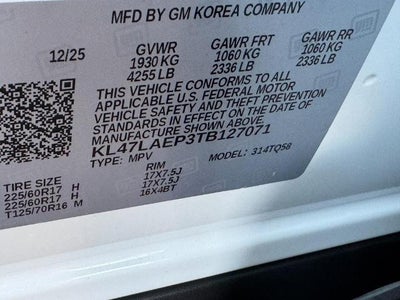 MFD BY GM KOREA COMPANY
12/25 GVWR GAWR FRT GAWR RR
1930 KG 1060 KG 1060 KG
4255 LB 2336 LB 2336 LB
THIS VEHICLE CONFORMS TO ALL
APPLICABLE U.S. FEDERAL MOTOR
VEHICLE SAFETY AND THEFT PREVENTION
STANDARDS IN EFFECT ON THE DATE OF
MANUFACTURE SHOWN ABOVE.
KL47LAEP3TB127071
TYPE: MPV MODEL: 314TQ58
TIRE SIZE RIM
225/60R17 H 17X7.5J
225/60R17 H 17X7.5J
T125/70R16 M 16X4BT